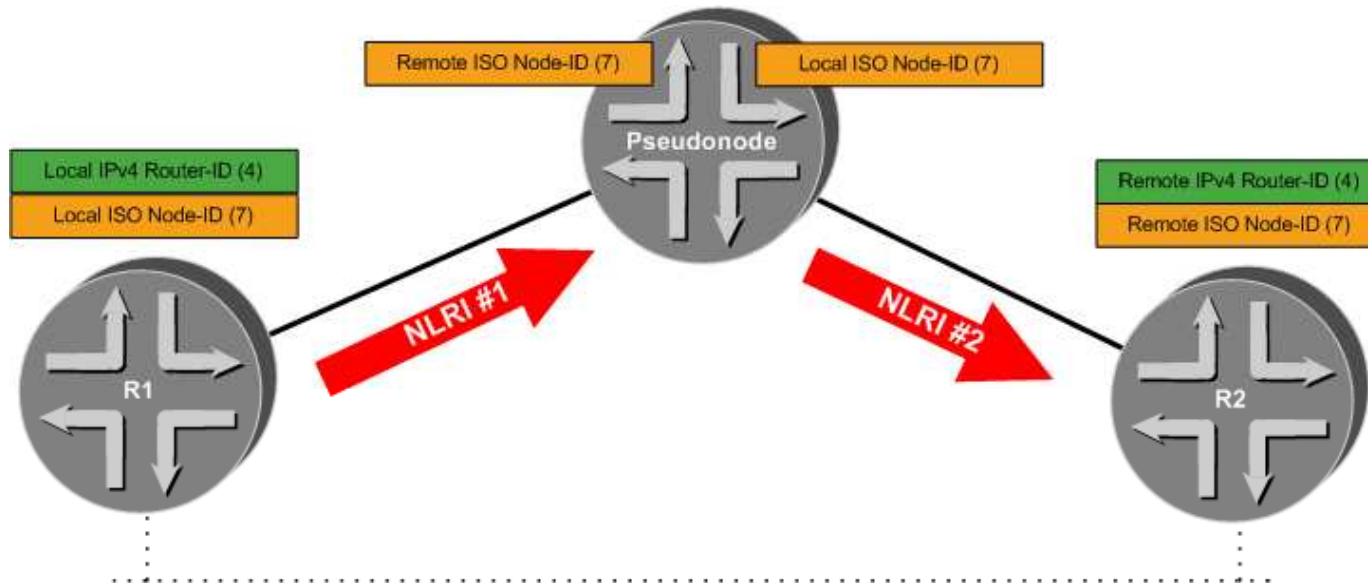 Remote ISO Node-ID (7)
Local ISO Node-ID (7)
Pseudonode
Local IPv4 Router-ID (4)
Local ISO Node-ID (7)
Remote IPv4 Router-ID (4)
Remote ISO Node-ID (7)
NLRI #1
NLRI #2
R1
R2